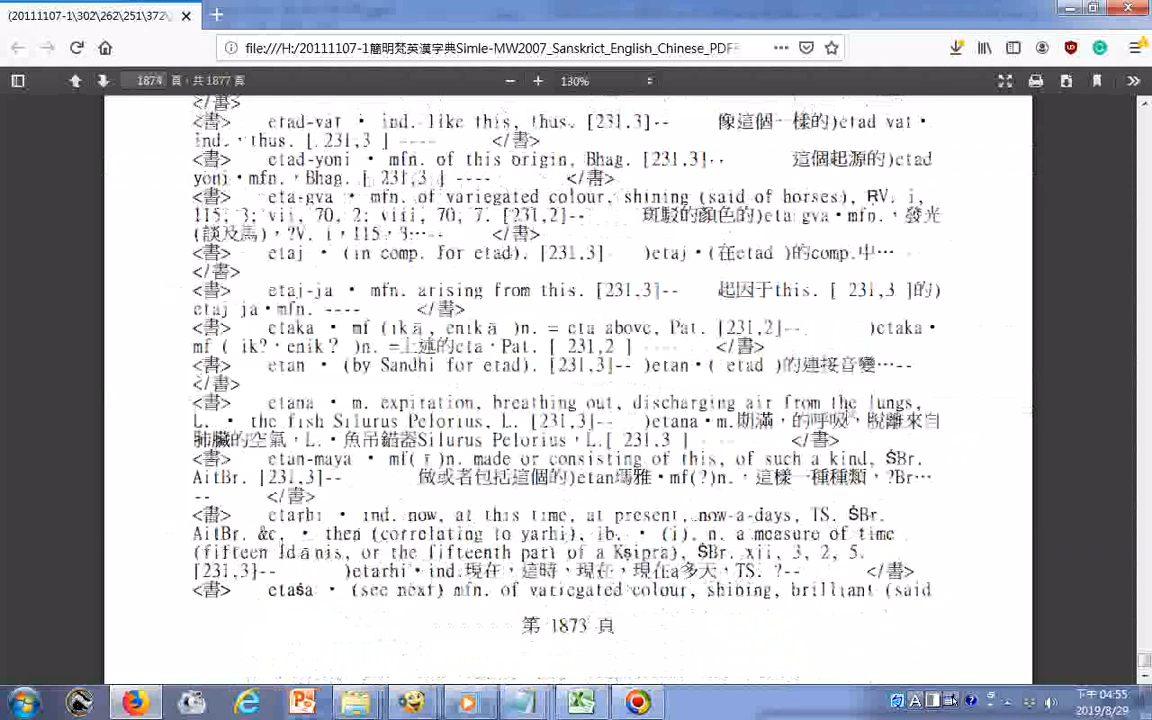 (20111107-1\302\262\251\372\
file:///H:/20111107-1簡明梵英漢字典Simle-MW2007_Sanskrict_English_Chinese_PDF
1874 頁，共 1877 頁
130%
</書>
<書> etad-vat • ind. like this, thus. [231,3]-- 像這個一樣的)etad vat •
ind.，thus. [ 231,3 ] ---- </書>
<書> etad-yoni • mfn. of this origin, Bhag. [231,3]-- 這個起源的)etad
yoni • mfn.，Bhag. [ 231,3 ] ---- </書>
<書> eta-gva • mfn. of variegated colour, shining (said of horses), RV. i,
115, 3; vii, 70, 2; viii, 70, 7. [231,2]-- 斑駁的顏色的)eta gva • mfn.，發光
(談及馬)，?V. i，115，3…-- </書>
<書> etaj • (in comp. for etad). [231,3] )etaj • (在etad )的comp.中…
</書>
<書> etaj-ja • mfn. arising from this. [231,3]-- 起因于this. [ 231,3 ]的)
etaj ja • mfn. ---- </書>
<書> etaka • mf (ikā, enikā )n. = eta above, Pat. [231,2]-- )etaka •
mf ( ik?，enik? )n. =上述的eta，Pat. [ 231,2 ] </書>
<書> etan • (by Sandhi for etad). [231,3]-- )etan • ( etad )的連接音變…--
</書>
<書> etana • m. expiration, breathing out, discharging air from the lungs,
L. • the fish Silurus Pelorius, L. [231,3]-- )etana • m.期滿，的呼吸，脫離來自
肺臟的空氣，L. • 魚吊錯器Silurus Pelorius，L.[ 231,3 ] </書>
<書> etan-maya • mf( ī )n. made or consisting of this, of such a kind, ŚBr.
AitBr. [231,3]-- 做或者包括這個的)etan瑪雅 • mf(?)n.，這樣一種種類，?Br…
-- </書>
<書> etarhi • ind. now, at this time, at present, now-a-days, TS. ŚBr.
AitBr. &c. • then (correlating to yarhi), ib. • (i). n. a measure of time
(fifteen Idānis, or the fifteenth part of a Kṣipra), ŚBr. xii, 3, 2, 5.
[231,3]-- )etarhi • ind.現在，這時，現在，現在a多天，TS. ?-- </書>
<書> etaśa • (see next) mfn. of variegated colour, shining, brilliant (said
第 1873 頁
下午 04:55
2019/8/29